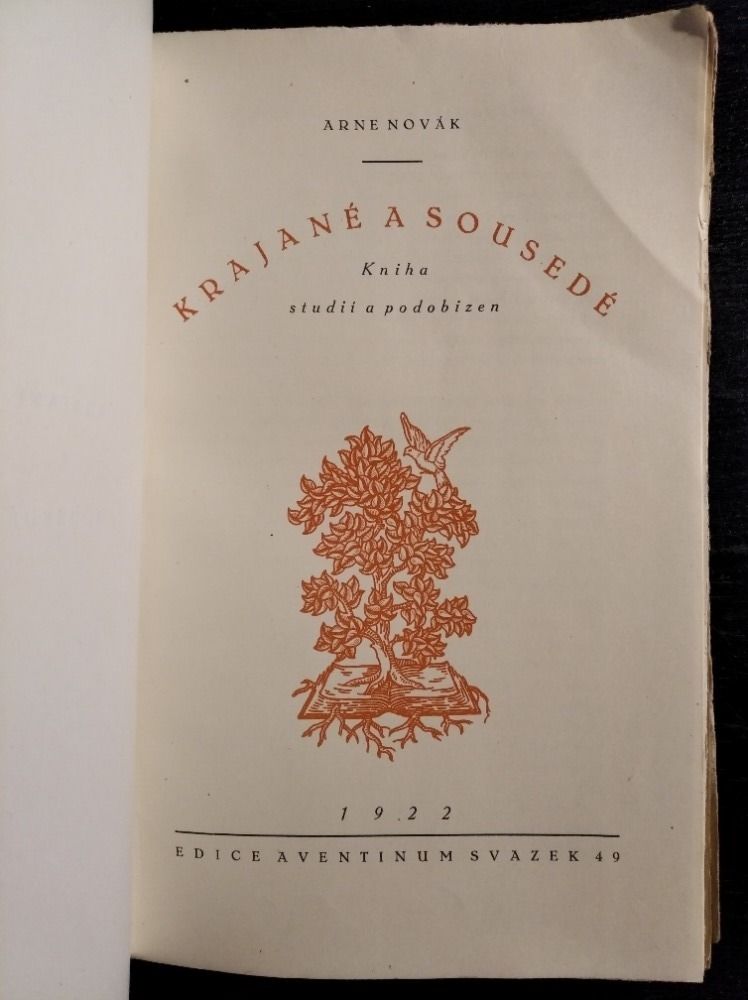 ARNE NOVÁK
KRAJANÉ A SOUSEDÉ
Kniha
studií a podobizen
1922
EDICE AVENTINUM SVAZEK 49